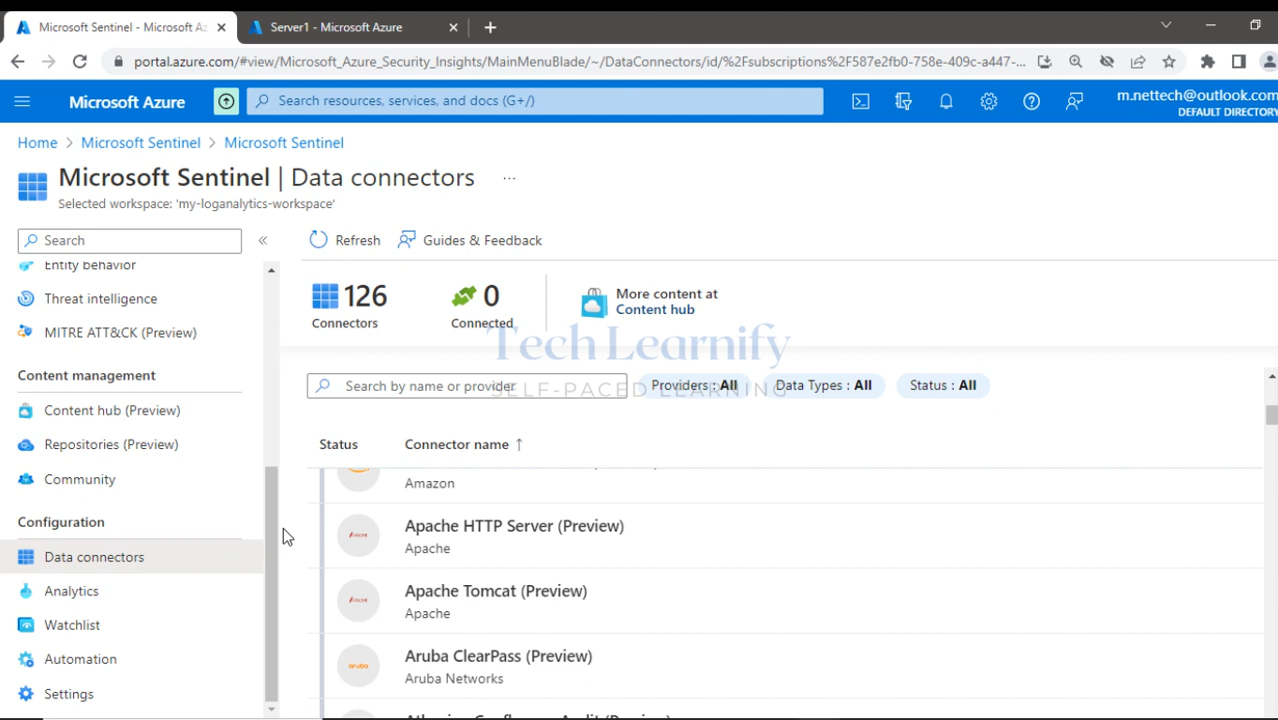 Microsoft Sentinel - Microsoft Az
Server1 - Microsoft Azure
portal.azure.com/#view/Microsoft_Azure_Security_Insights/MainMenuBlade/~/DataConnectors/id/%2Fsubscriptions%2F587e2fb0-758e-409c-a447-...
Microsoft Azure
Search resources, services, and docs (G+/)
m.nettech@outlook.com
DEFAULT DIRECTORY
Home > Microsoft Sentinel > Microsoft Sentinel
Microsoft Sentinel | Data connectors ...
Selected workspace: 'my-loganalytics-workspace'
Search
«
Refresh
Guides & Feedback
Entity behavior
Threat intelligence
MITRE ATT&CK (Preview)
Content management
Content hub (Preview)
Repositories (Preview)
Community
Configuration
Data connectors
Analytics
Watchlist
Automation
Settings
126
Connectors
0
Connected
More content at
Content hub
Tech Learnify
SELF-PACED LEARNING
Search by name or provider
Providers : All
Data Types : All
Status : All
Status
Connector name ↑
Amazon
Apache HTTP Server (Preview)
Apache
Apache Tomcat (Preview)
Apache
Aruba ClearPass (Preview)
aruba
Aruba Networks